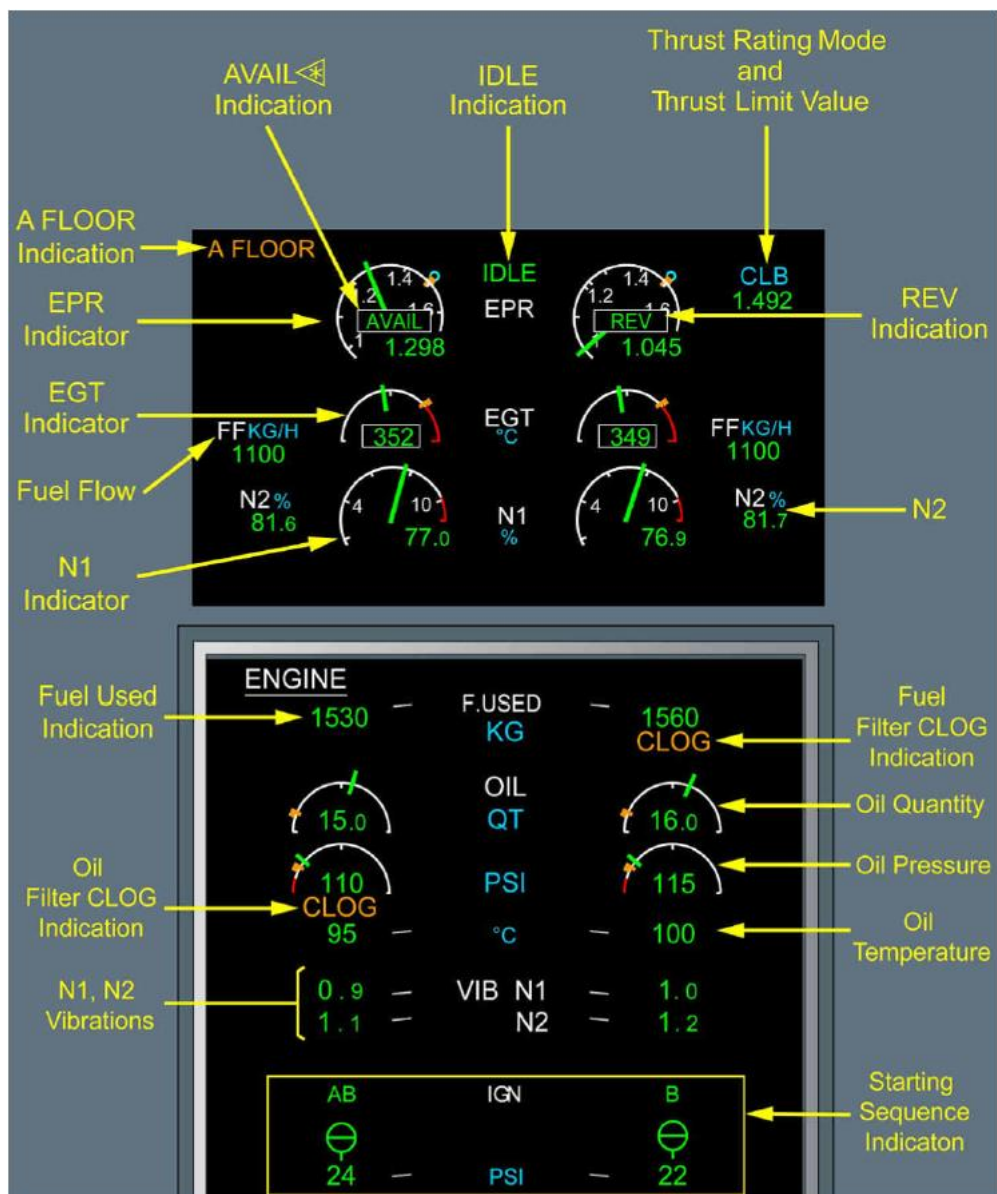 Thrust Rating Mode
and
Thrust Limit Value
AVAIL
Indication
IDLE
Indication
A FLOOR
Indication
A FLOOR
IDLE
CLB
1.492
EPR
Indicator
1 1.2 1.4 1.6
AVAIL
1.298
EPR
1 1.2 1.4 1.6
REV
1.045
REV
Indication
EGT
Indicator
EGT
°C
352
349
FF KG/H
1100
FF KG/H
1100
Fuel Flow
N2 %
81.6
4 10
77.0
N1
%
4 10
76.9
N2 %
81.7
N2
N1
Indicator
ENGINE
Fuel Used
Indication
1530
F.USED
KG
1560
CLOG
Fuel
Filter CLOG
Indication
OIL
QT
15.0
16.0
Oil Quantity
Oil
Filter CLOG
Indication
110
CLOG
PSI
115
Oil Pressure
95
°C
100
Oil
Temperature
N1, N2
Vibrations
0.9
VIB N1
1.0
1.1
N2
1.2
AB
IGN
B
Starting
Sequence
Indicaton
24
PSI
22